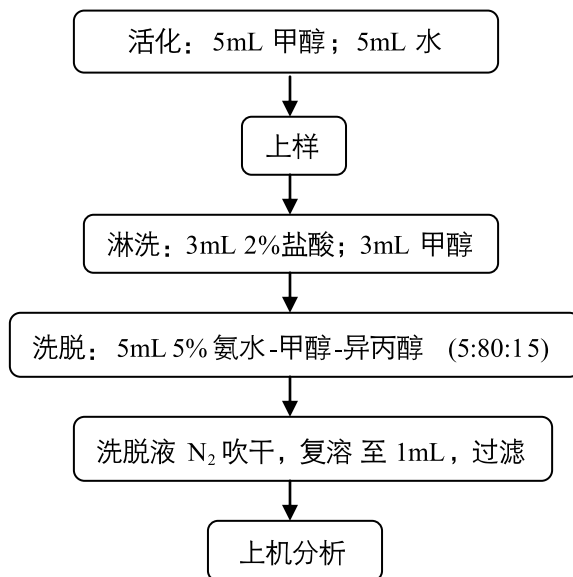 活化：5mL 甲醇；5mL 水
上样
淋洗：3mL 2%盐酸；3mL 甲醇
洗脱：5mL 5% 氨水-甲醇-异丙醇 (5:80:15)
洗脱液 N₂ 吹干，复溶 至 1mL，过滤
上机分析